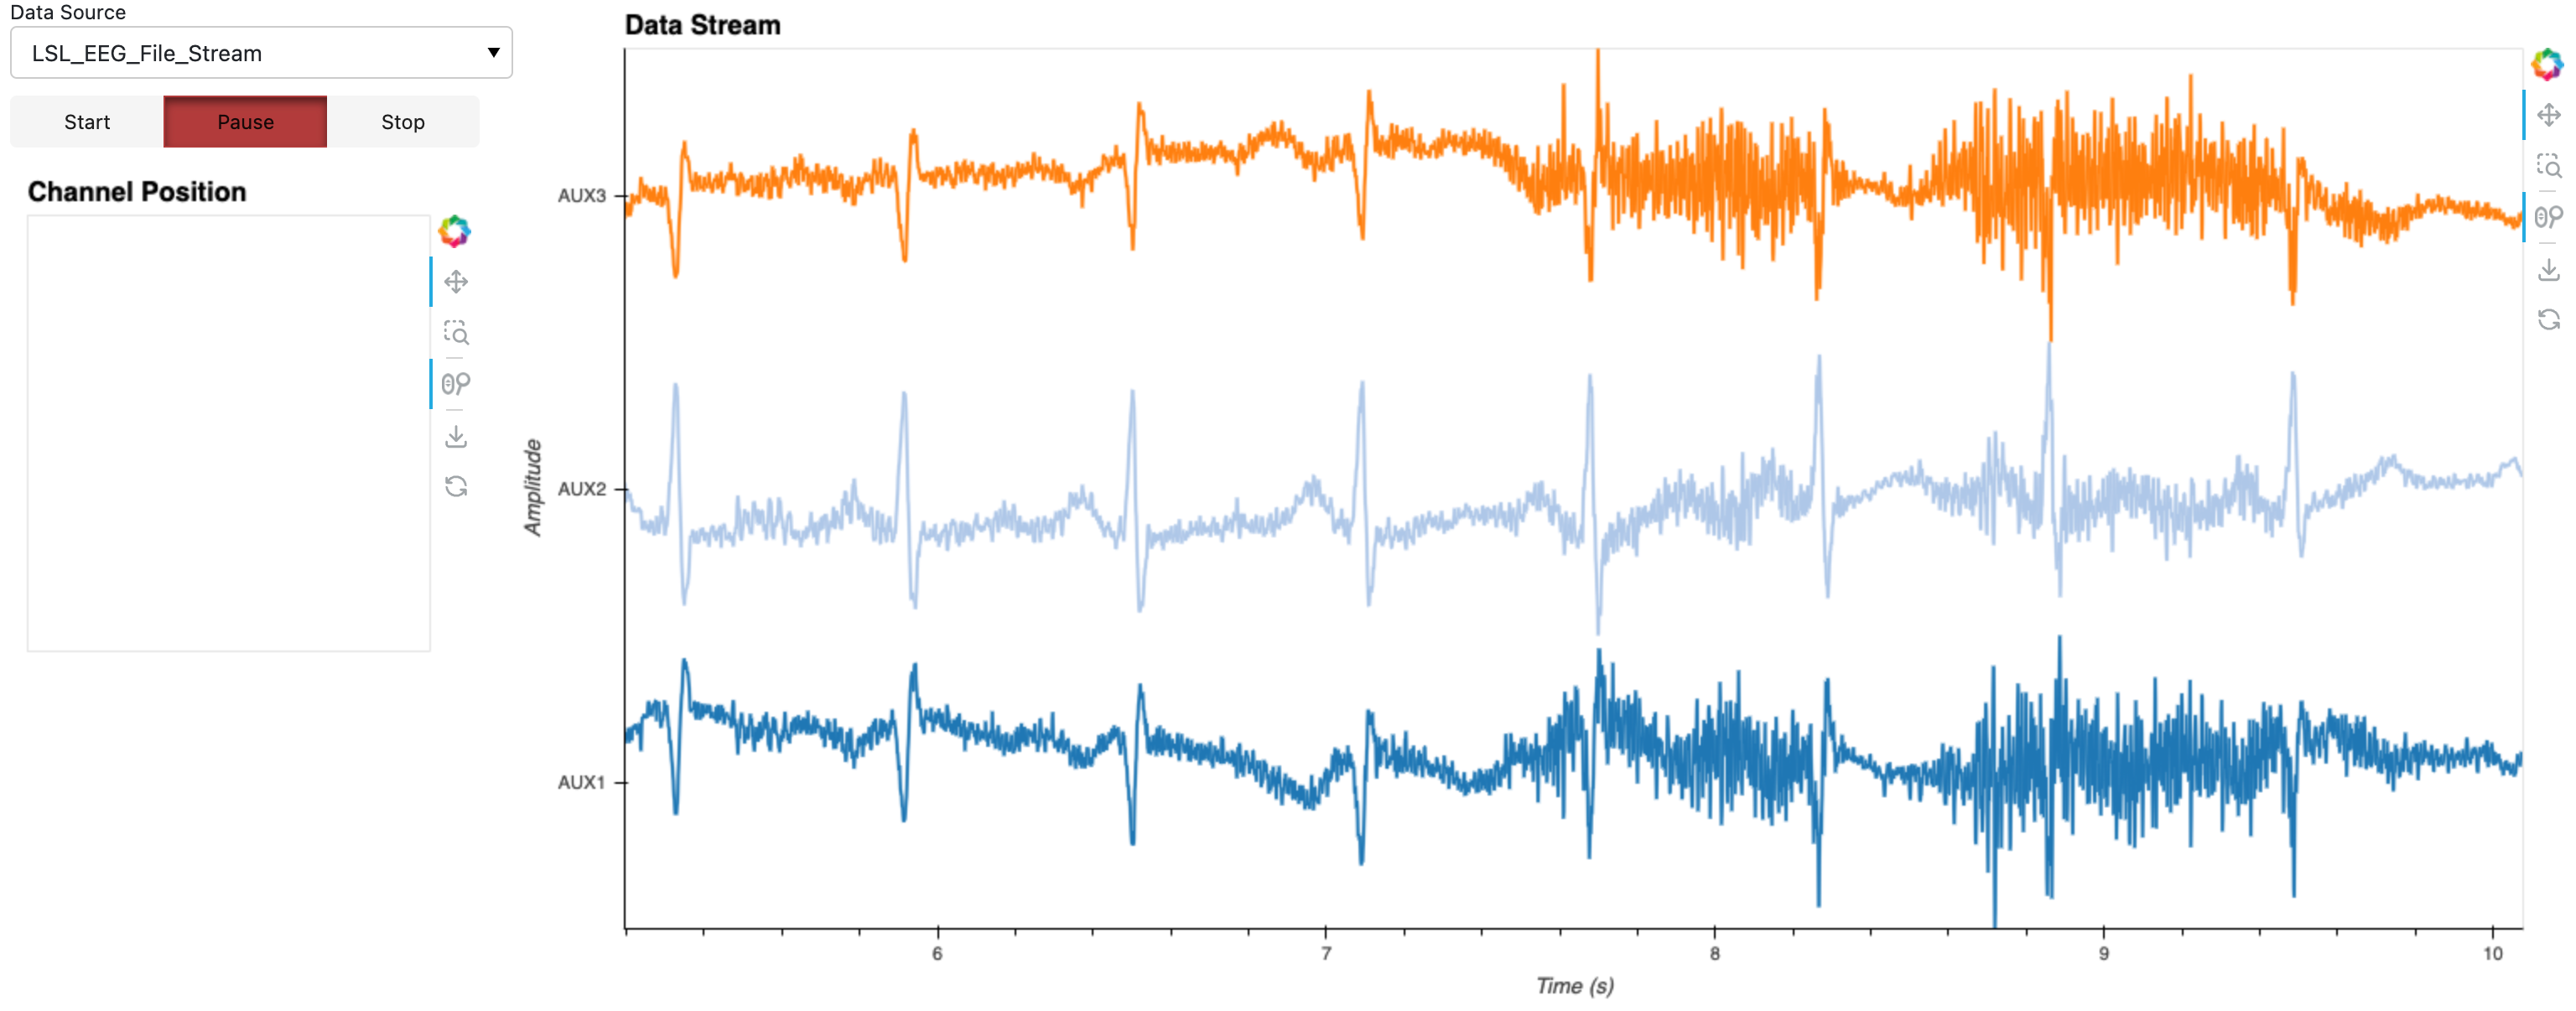 Data Source
LSL_EEG_File_Stream
Start Pause Stop
Channel Position
Data Stream
Amplitude
AUX3
AUX2
AUX1
6 7 8 9 10
Time (s)